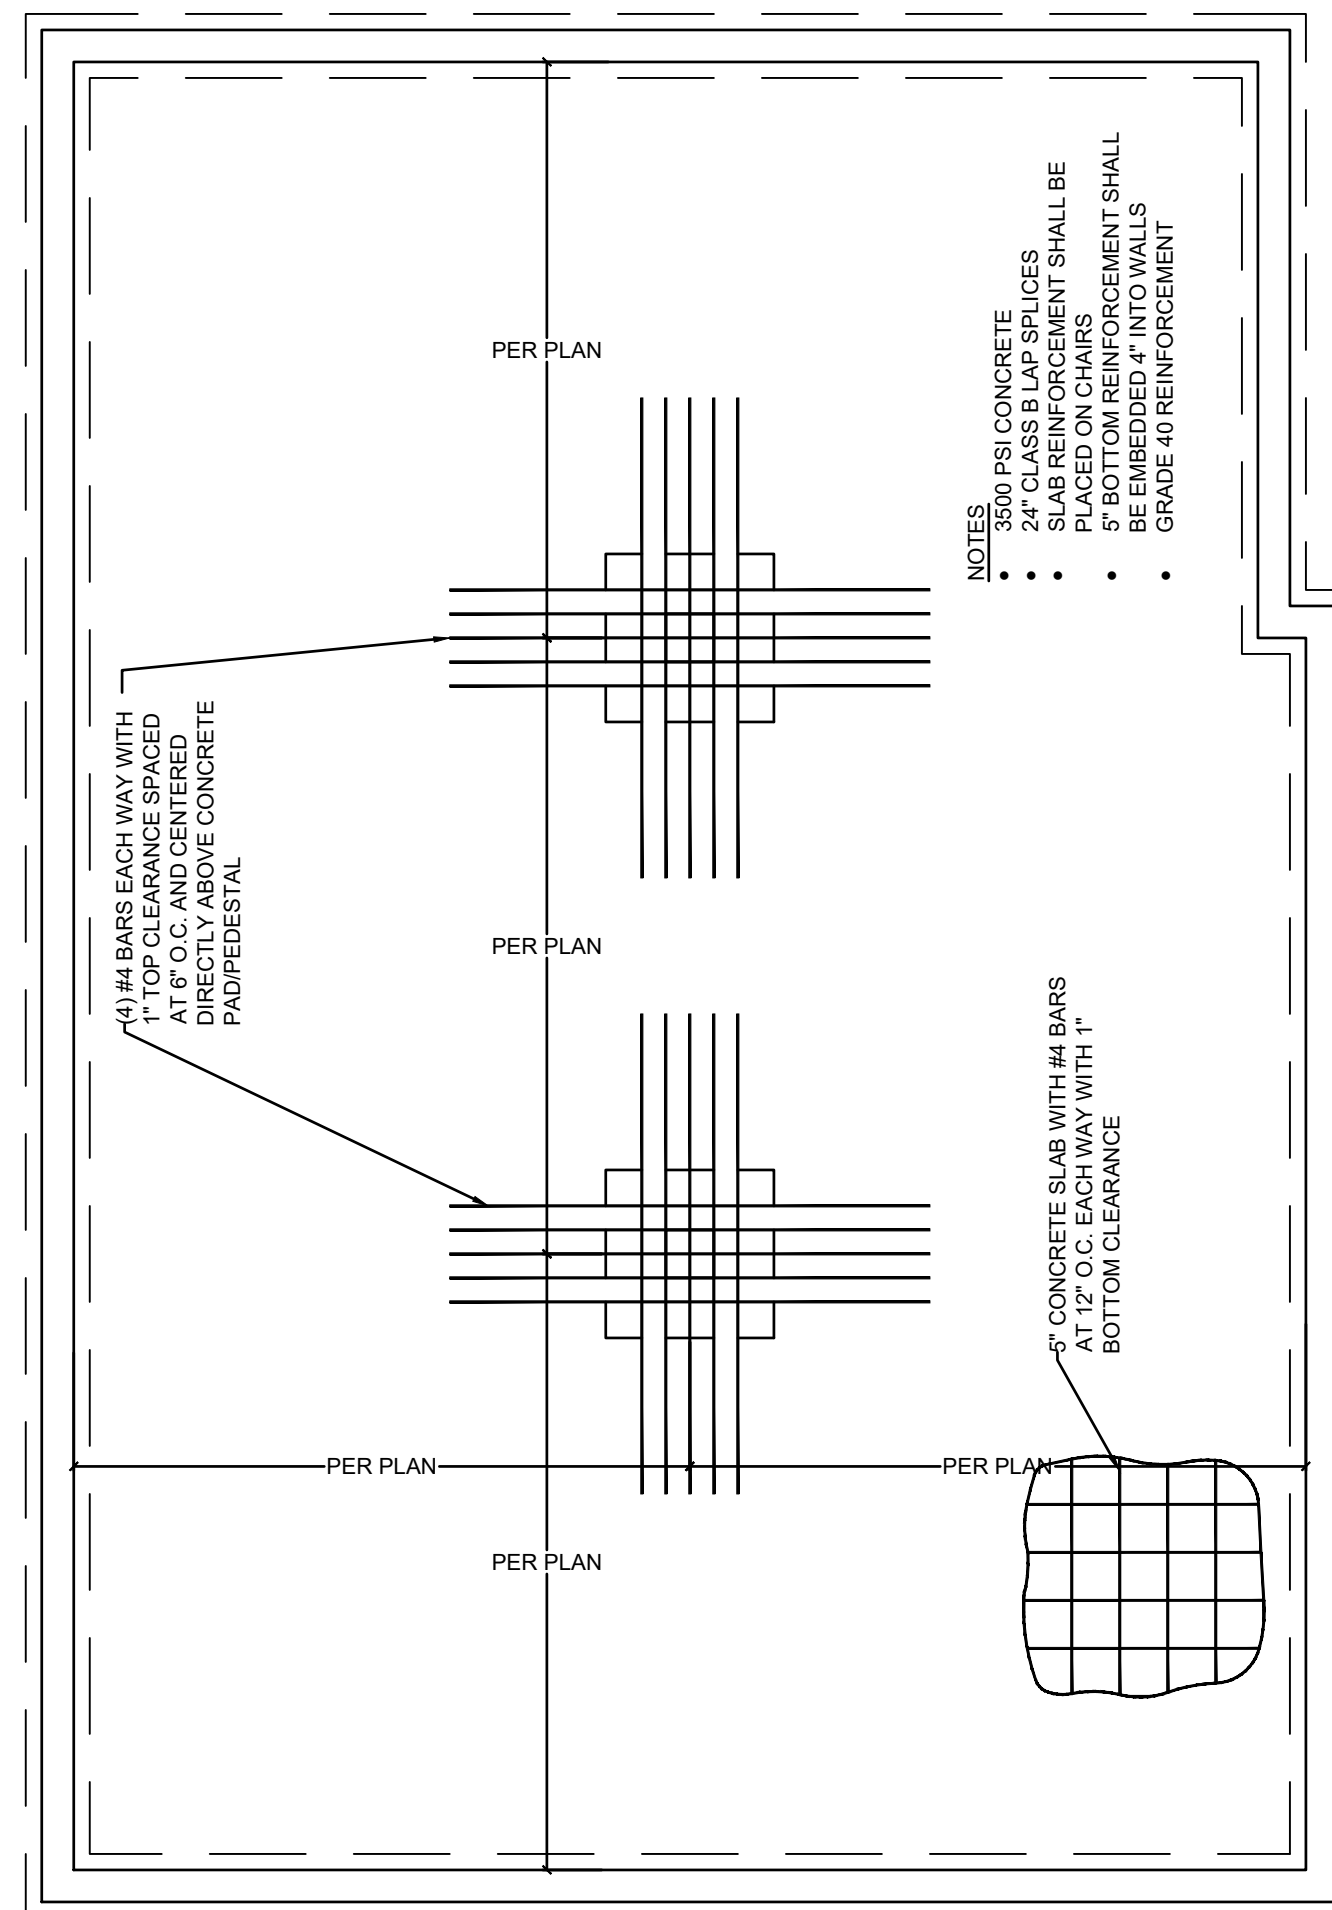 (4) #4 BARS EACH WAY WITH
1" TOP CLEARANCE SPACED
AT 6" O.C. AND CENTERED
DIRECTLY ABOVE CONCRETE
PAD/PEDESTAL
PER PLAN
PER PLAN
PER PLAN
PER PLAN
PER PLAN
NOTES
• 3500 PSI CONCRETE
• 24" CLASS B LAP SPLICES
• SLAB REINFORCEMENT SHALL BE
PLACED ON CHAIRS
• 5" BOTTOM REINFORCEMENT SHALL
BE EMBEDDED 4" INTO WALLS
• GRADE 40 REINFORCEMENT
5" CONCRETE SLAB WITH #4 BARS
AT 12" O.C. EACH WAY WITH 1"
BOTTOM CLEARANCE